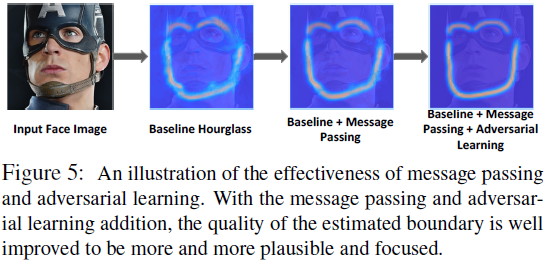 A
Input Face Image
Baseline Hourglass
Baseline + Message
Passing
Baseline + Message
Passing + Adversarial
Learning
Figure 5: An illustration of the effectiveness of message passing
and adversarial learning. With the message passing and adversar-
ial learning addition, the quality of the estimated boundary is well
improved to be more and more plausible and focused.